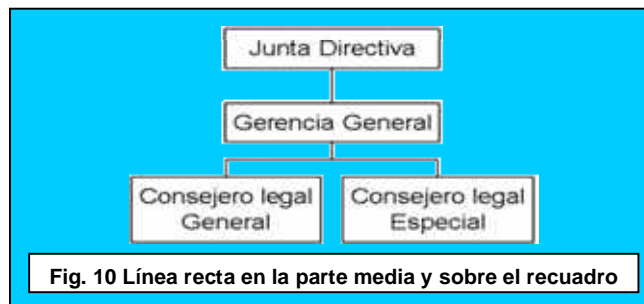 Junta Directiva
Gerencia General
Consejero legal
General
Consejero legal
Especial
Fig. 10 Línea recta en la parte media y sobre el recuadro